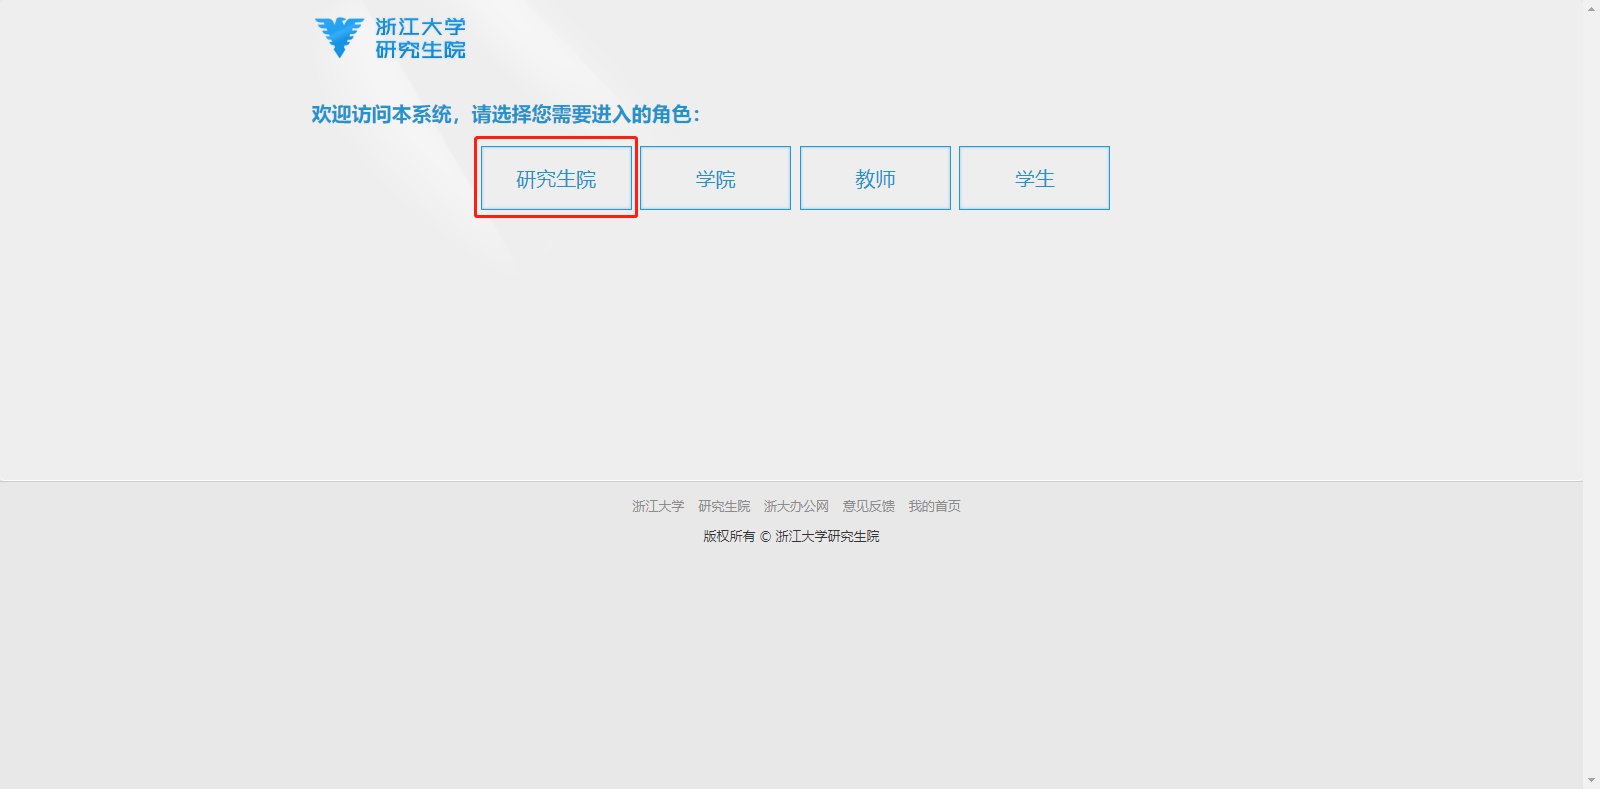 浙江大学
研究生院
欢迎访问本系统，请选择您需要进入的角色：
研究生院 学院 教师 学生
浙江大学 研究生院 浙大办公网 意见反馈 我的首页
版权所有 © 浙江大学研究生院